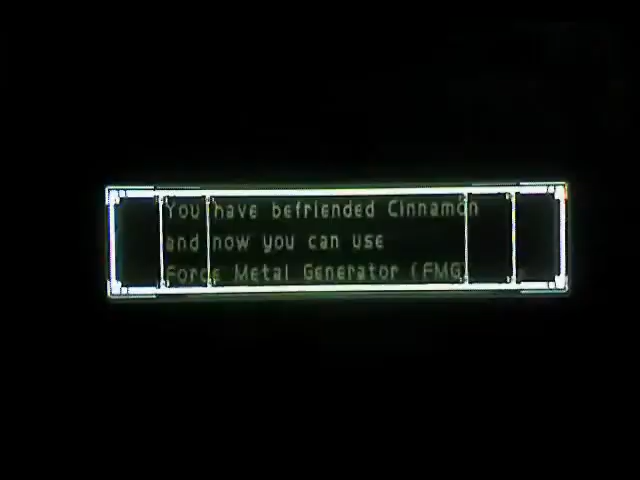 You have befriended Cinnamon
and now you can use
Force Metal Generator (FMG)